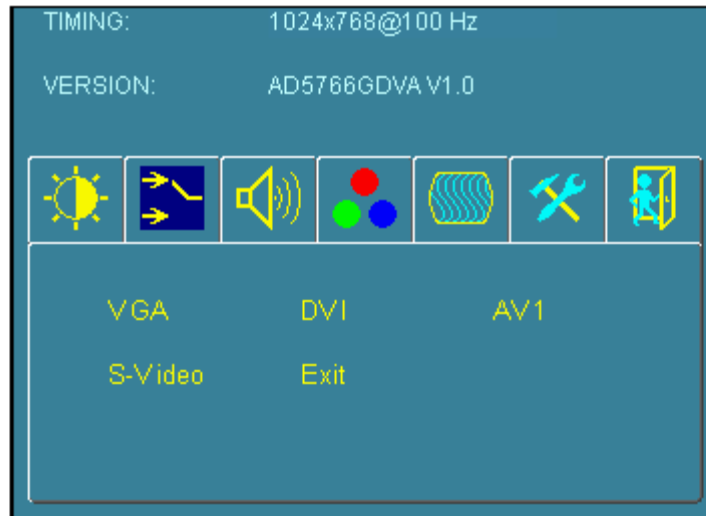 TIMING: 1024x768@100 Hz
VERSION: AD5766GDVA V1.0
VGA DVI AV1
S-Video Exit